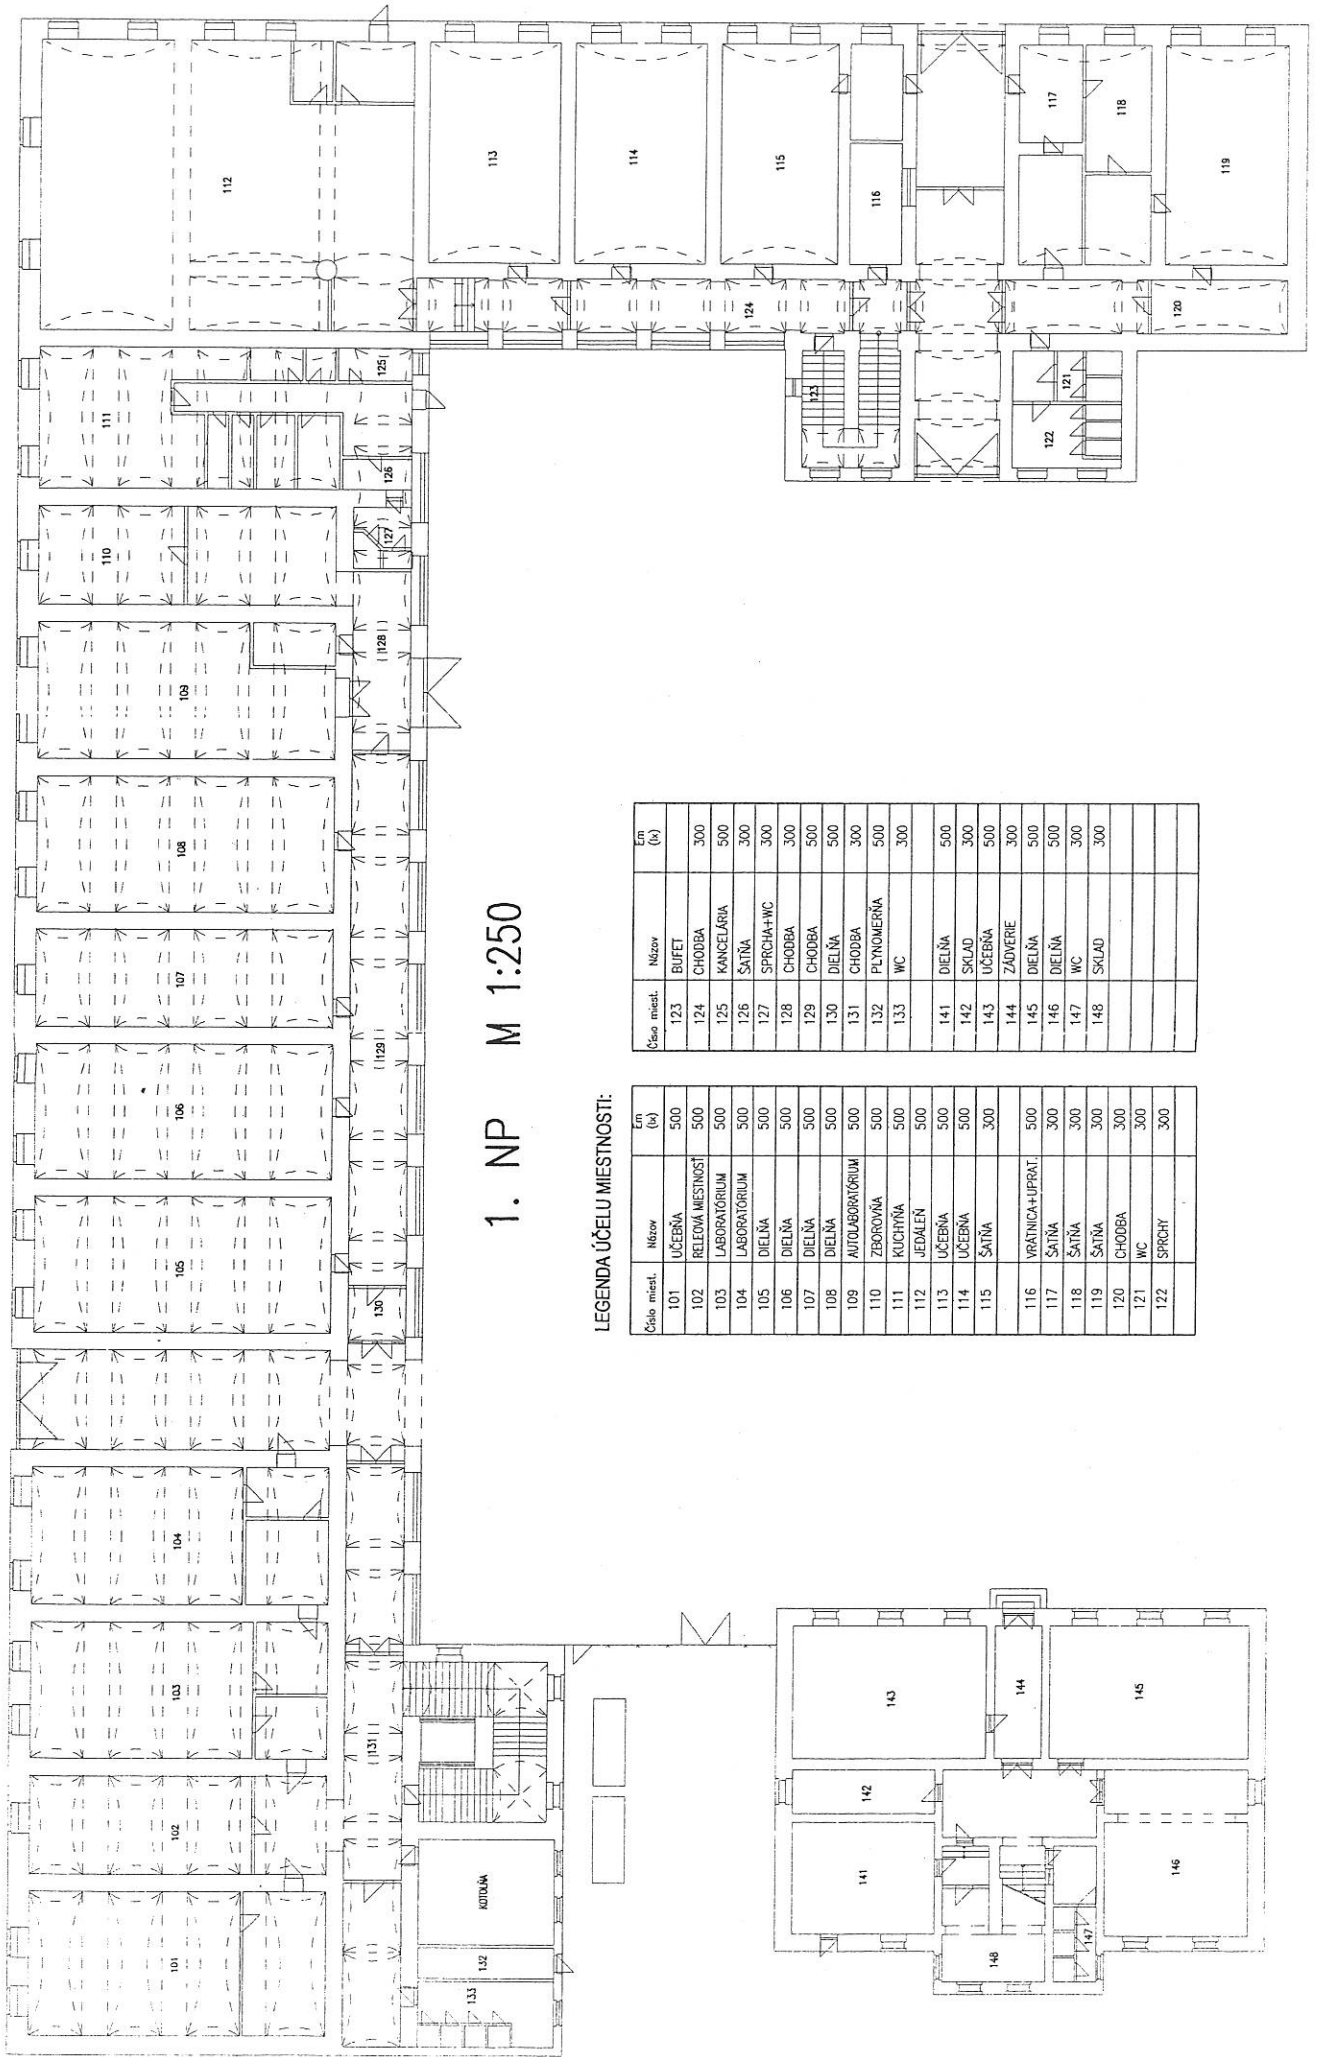 1. NP M 1:250
LEGENDA ÚČELU MIESTNOSTI:
Číslo miest. Názov Em (lx)
101 UČEBŇA 500
102 RELEOVÁ MIESTNOSŤ 500
103 LABORATÓRIUM 500
104 LABORATORIUM 500
105 DIELŇA 500
106 DIELŇA 500
107 DIELŇA 500
108 DIELŇA 500
109 AUTOLABORATÓRIUM 500
110 ZBOROVŇA 500
111 KUCHYŇA 500
112 JEDÁLEŇ 500
113 UČEBŇA 500
114 UČEBŇA 500
115 ŠATŇA 300
116 VRÁTNICA+UPRAT. 500
117 ŠATŇA 300
118 ŠATŇA 300
119 ŠATŇA 300
120 CHODBA 300
121 WC 300
122 SPRCHY 300
Číslo miest. Názov Em (lx)
123 BUFET
124 CHODBA 300
125 KANCELÁRIA 500
126 ŠATŇA 300
127 SPRCHA+WC 300
128 CHODBA 300
129 CHODBA 500
130 DIELŇA 500
131 CHODBA 300
132 PLYNOMERŇA 500
133 WC 300
141 DIELŇA 500
142 SKLAD 300
143 UČEBŇA 500
144 ZÁDVERIE 300
145 DIELŇA 500
146 DIELŇA 500
147 WC 300
148 SKLAD 300
101
102
103
104
105
106
107
108
109
110
111
112
113
114
115
116
117
118
119
120
121
122
123
124
125
126
127
128
129
130
131
KOTOLŇA
132
133
141
142
143
144
145
146
147
148